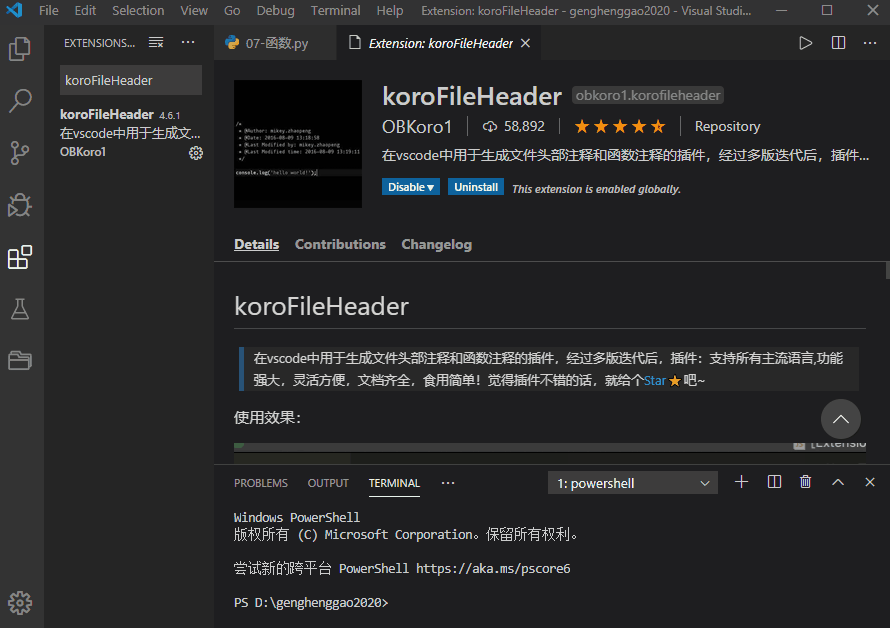 File Edit Selection View Go Debug Terminal Help Extension: koroFileHeader - genghenggao2020 - Visual Studi...
EXTENSIONS...
07-函数.py
Extension: koroFileHeader
koroFileHeader
koroFileHeader 4.6.1
在vscode中用于生成文...
OBKoro1
/*
* @Author: mikey.zhaopeng
* @Date: 2016-08-09 13:18:50
* @Last Modified by: mikey.zhaopeng
* @Last Modified time: 2016-08-09 13:19:11
*/
console.log("hello world!");
koroFileHeader obkoro1.korofileheader
OBKoro1 58,892 Repository
在vscode中用于生成文件头部注释和函数注释的插件，经过多版迭代后，插件...
Disable Uninstall This extension is enabled globally.
Details Contributions Changelog
koroFileHeader
在vscode中用于生成文件头部注释和函数注释的插件，经过多版迭代后，插件：支持所有主流语言,功能
强大，灵活方便，文档齐全，食用简单！觉得插件不错的话，就给个Star⭐吧~
使用效果：
[Extensio
PROBLEMS OUTPUT TERMINAL ··· 1: powershell
Windows PowerShell
版权所有 (C) Microsoft Corporation。保留所有权利。
尝试新的跨平台 PowerShell https://aka.ms/pscore6
PS D:\genghenggao2020>